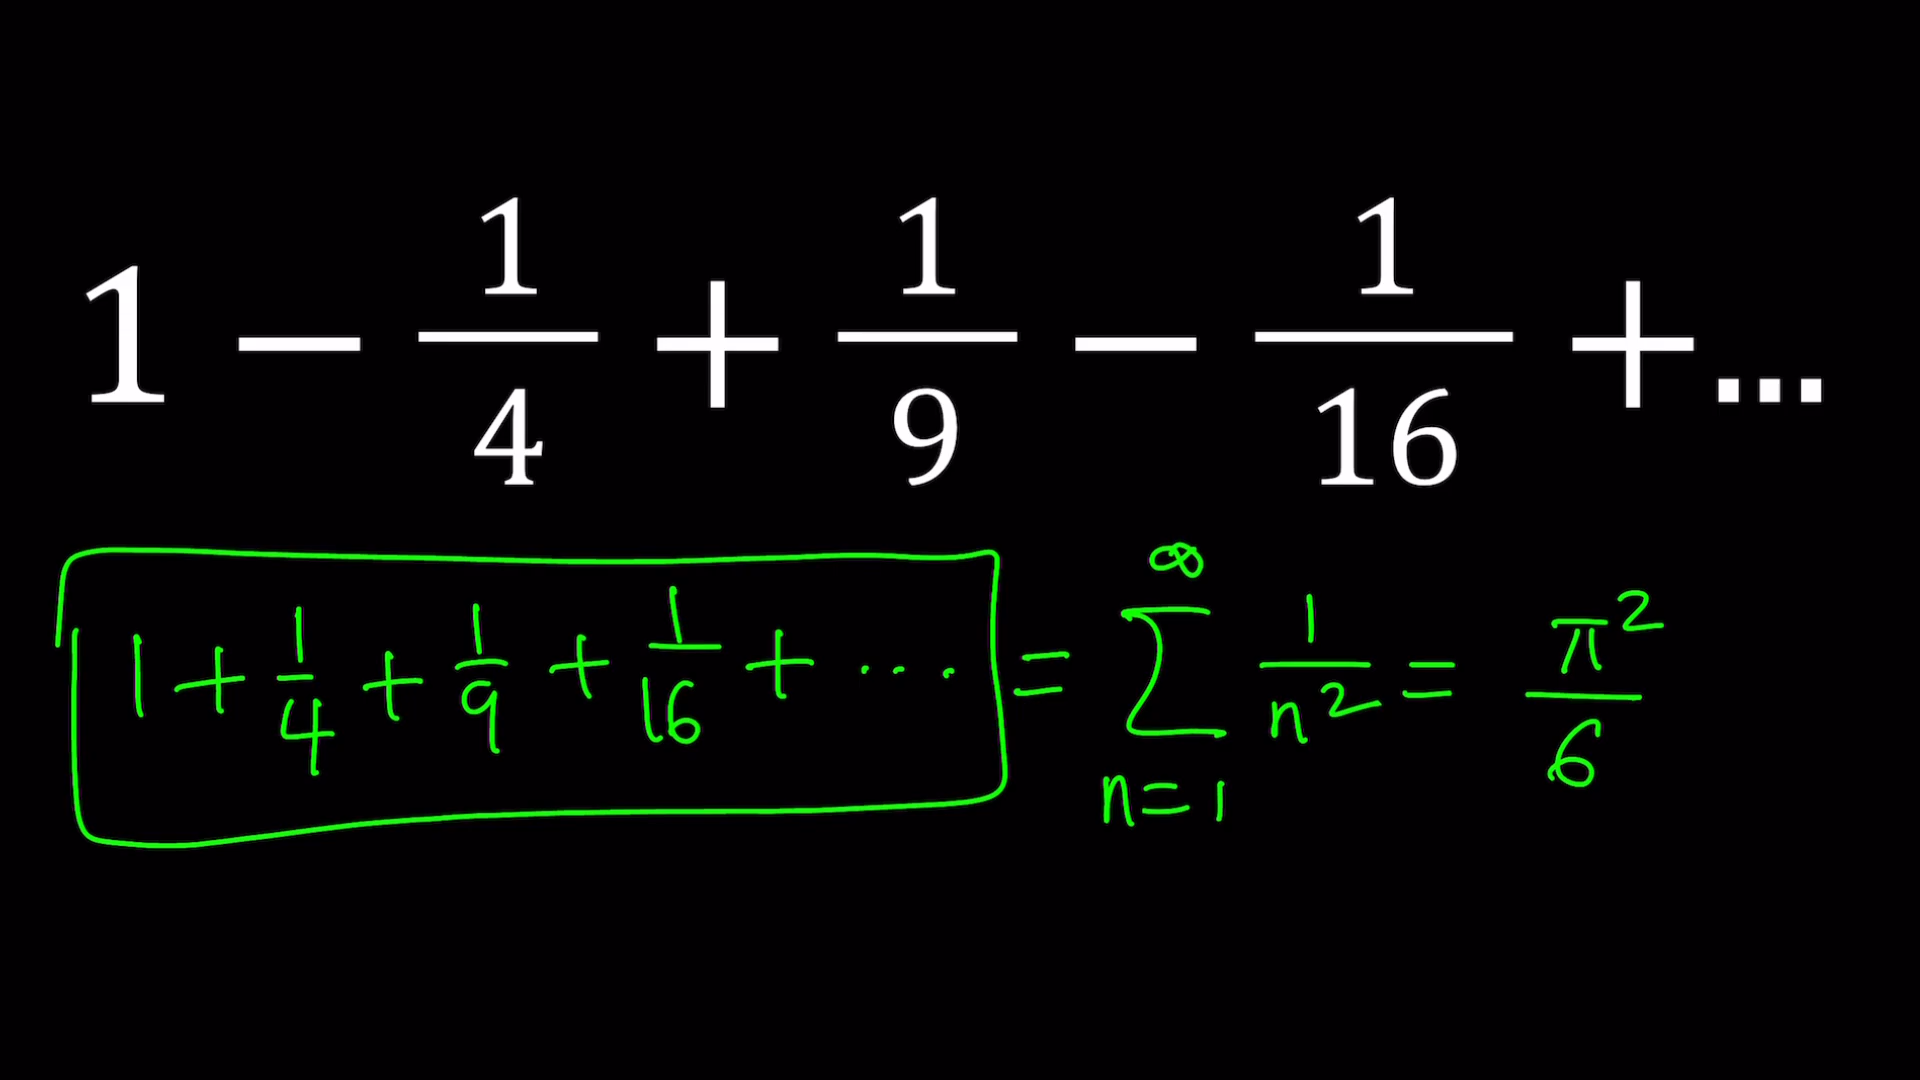 1 - 1/4 + 1/9 - 1/16 + ...
1 + 1/4 + 1/9 + 1/16 + ... = ∑_{n=1}^{∞} 1/n² = π²/6